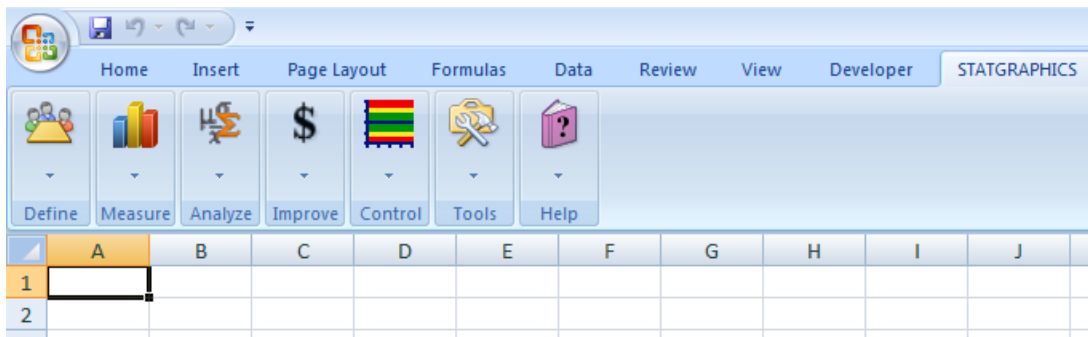 Home Insert Page Layout Formulas Data Review View Developer STATGRAPHICS
μ σ Σ x $ ?
Define Measure Analyze Improve Control Tools Help
A B C D E F G H I J
1
2